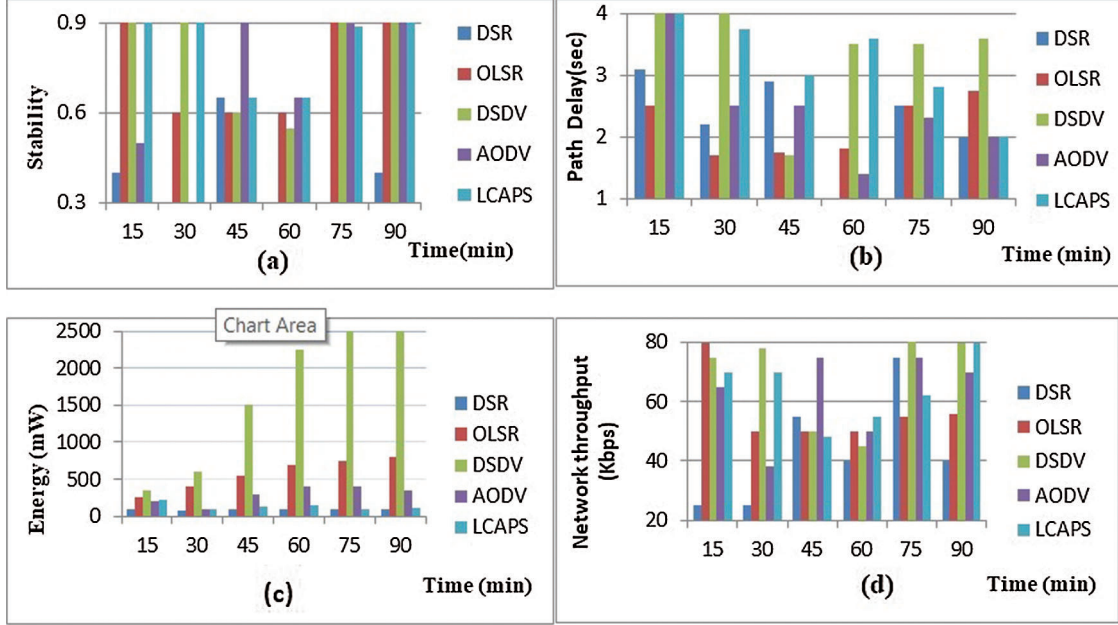 0.9
0.6
0.3
Stability
15 30 45 60 75 90
Time(min)
(a)
DSR
OLSR
DSDV
AODV
LCAPS
4
3
2
1
Path Delay(sec)
15 30 45 60 75 90
Time (min)
(b)
DSR
OLSR
DSDV
AODV
LCAPS
Chart Area
2500
2000
1500
1000
500
0
Energy (mW)
15 30 45 60 75 90
Time (min)
(c)
DSR
OLSR
DSDV
AODV
LCAPS
80
60
40
20
Network throughput
(Kbps)
15 30 45 60 75 90
Time (min)
(d)
DSR
OLSR
DSDV
AODV
LCAPS